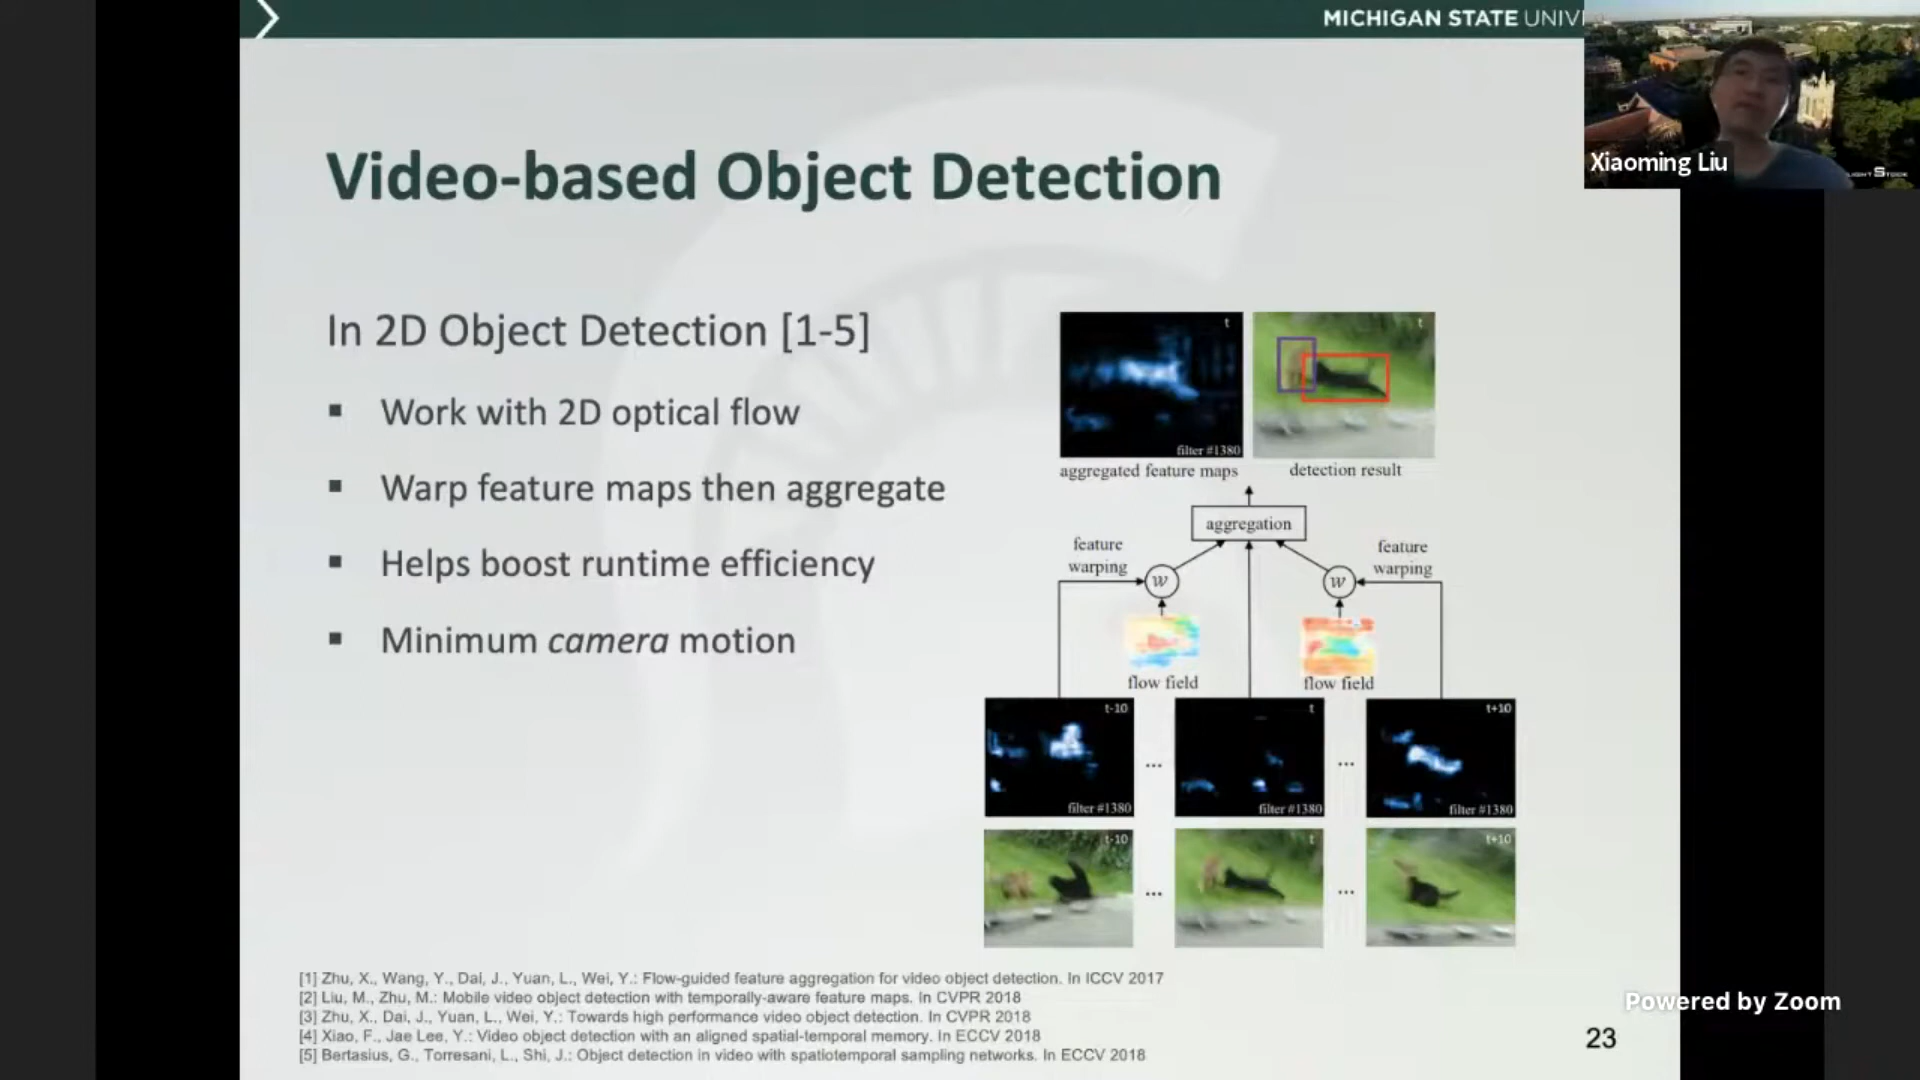 MICHIGAN STATE UNIV
Xiaoming Liu
Video-based Object Detection
In 2D Object Detection [1-5]
▪ Work with 2D optical flow
▪ Warp feature maps then aggregate
▪ Helps boost runtime efficiency
▪ Minimum camera motion
t
t
filter #1380
aggregated feature maps
detection result
aggregation
feature
warping
feature
warping
w
w
flow field
flow field
t-10
t
t+10
...
...
filter #1380
filter #1380
filter #1380
t-10
t
t+10
...
...
[1] Zhu, X., Wang, Y., Dai, J., Yuan, L., Wei, Y.: Flow-guided feature aggregation for video object detection. In ICCV 2017
[2] Liu, M., Zhu, M.: Mobile video object detection with temporally-aware feature maps. In CVPR 2018
[3] Zhu, X., Dai, J., Yuan, L., Wei, Y.: Towards high performance video object detection. In CVPR 2018
[4] Xiao, F., Jae Lee, Y.: Video object detection with an aligned spatial-temporal memory. In ECCV 2018
[5] Bertasius, G., Torresani, L., Shi, J.: Object detection in video with spatiotemporal sampling networks. In ECCV 2018
Powered by Zoom
23